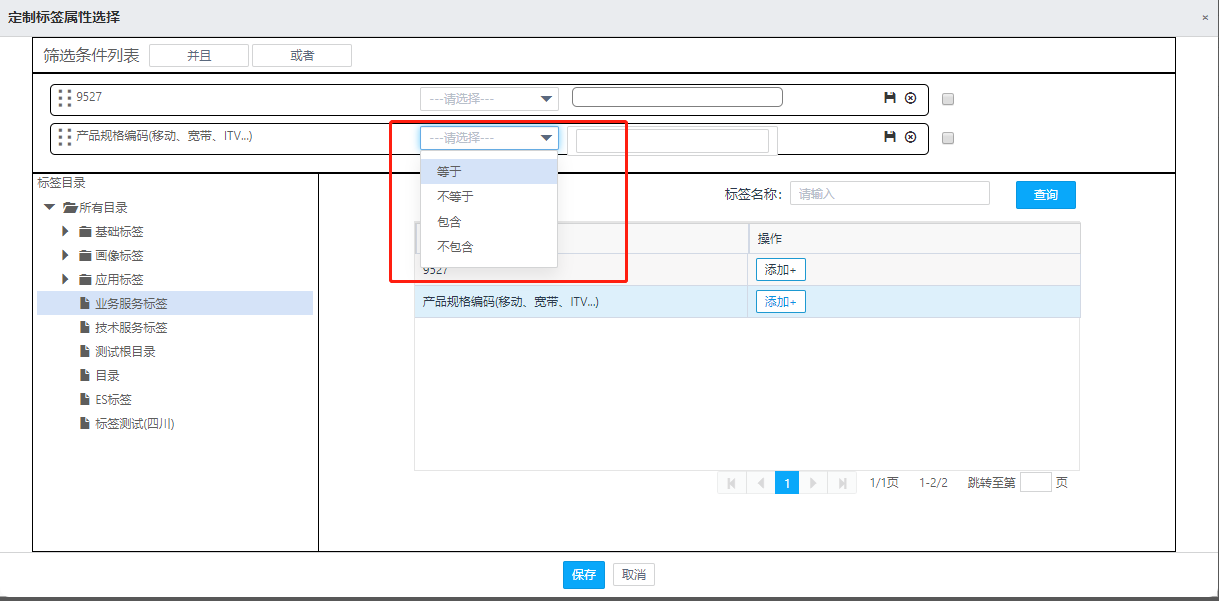 定制标签属性选择
×
筛选条件列表 并且 或者
9527 ---请选择---
产品规格编码(移动、宽带、ITV...) ---请选择---
等于
不等于
包含
不包含
标签目录
所有目录
基础标签
画像标签
应用标签
业务服务标签
技术服务标签
测试根目录
目录
ES标签
标签测试(四川)
标签名称: 请输入 查询
操作
9527 添加+
产品规格编码(移动、宽带、ITV...) 添加+
1 1/1页 1-2/2 跳转至第 页
保存 取消